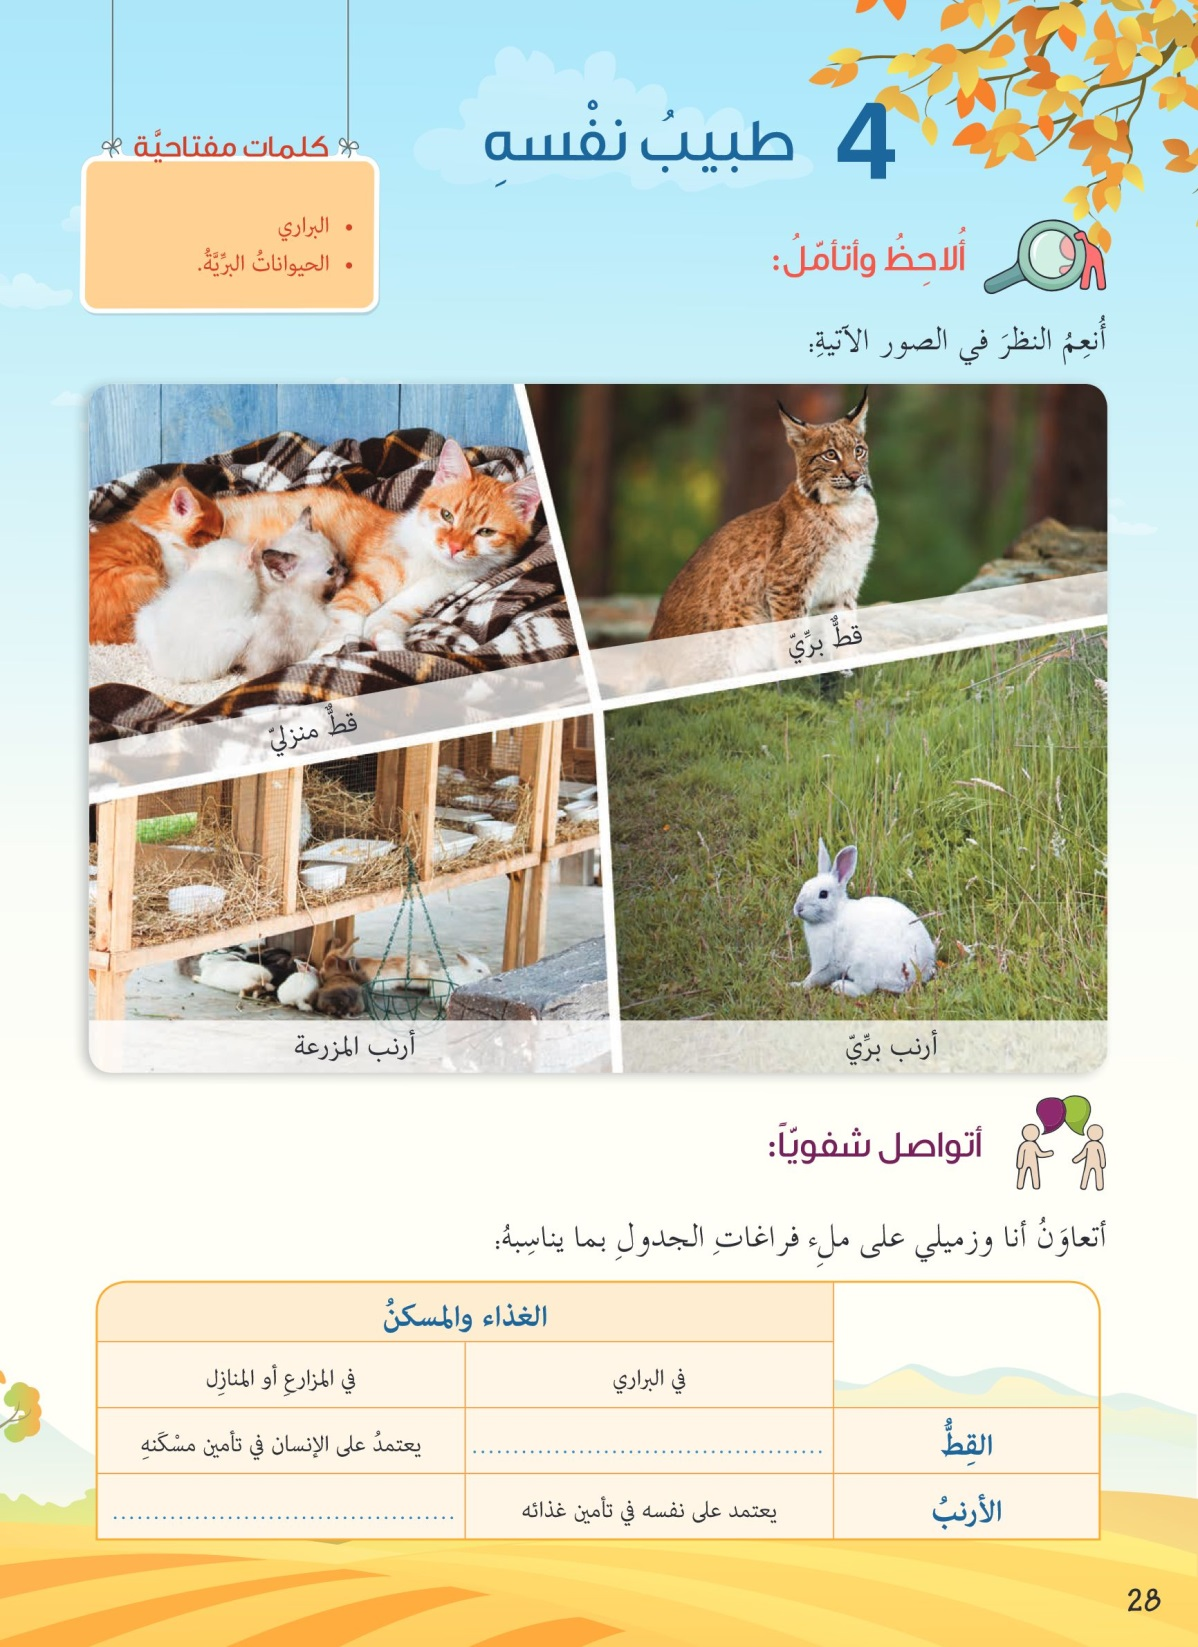 4 طبيبُ نفْسهِ
كلمات مفتاحيَّة
• البراري
• الحيواناتُ البرِّيَّةُ.
أُلاحِظُ وأتأمّلُ:
أُنعِمُ النظرَ في الصور الآتيةِ:
قطٌّ برِّيّ
قطٌّ منزليّ
أرنب برِّيّ
أرنب المزرعة
أتواصل شفويّاً:
أتعاوَنُ أنا وزميلي على ملءِ فراغاتِ الجدولِ بما يناسِبهُ:
الغذاء والمسكنُ
في البراري في المزارعِ أو المنازِل
القِطُّ ............................................ يعتمدُ على الإنسان في تأمين مسْكَنهِ
الأرنبُ يعتمد على نفسه في تأمين غذائه ...........................................
28